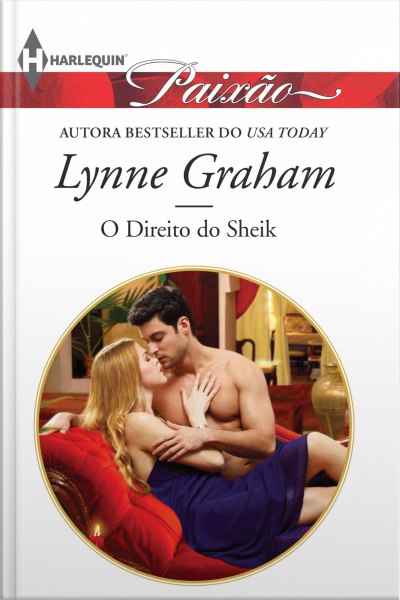 H HARLEQUIN®
Paixão
AUTORA BESTSELLER DO USA TODAY
Lynne Graham
O Direito do Sheik